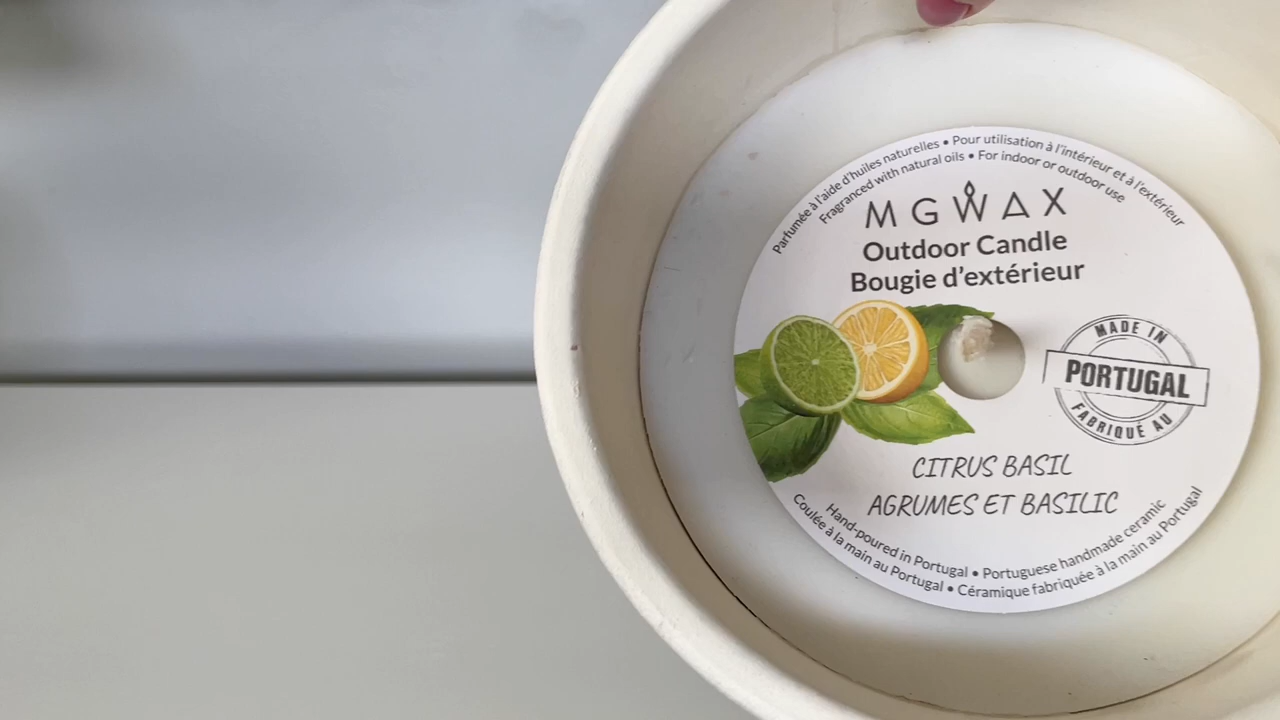 Parfumée à l'aide d'huiles naturelles • Pour utilisation à l'intérieur et à l'extérieur
Fragranced with natural oils • For indoor or outdoor use
MGWAX
Outdoor Candle
Bougie d'extérieur
MADE IN
PORTUGAL
FABRIQUÉ AU
CITRUS BASIL
AGRUMES ET BASILIC
Hand-poured in Portugal • Portuguese handmade ceramic
Coulée à la main au Portugal • Céramique fabriquée à la main au Portugal